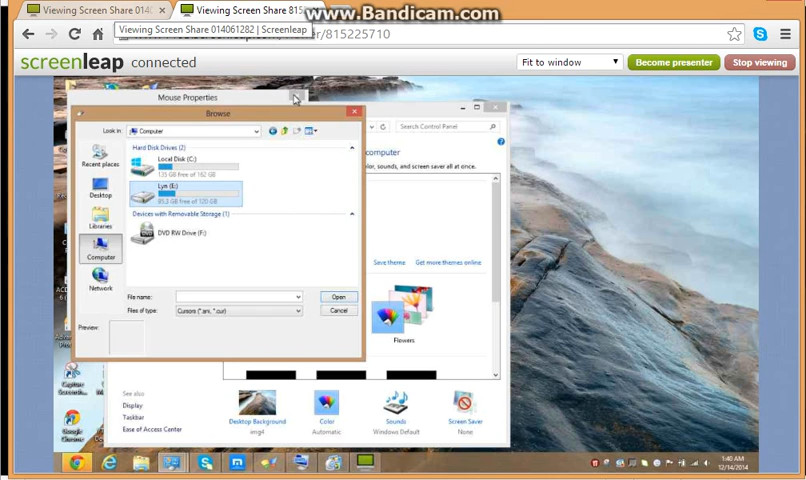 Viewing Screen Share 0140
Viewing Screen Share 815
www.Bandicam.com
Viewing Screen Share 014061282 | Screenleap
815225710
screenleap connected
Fit to window
Become presenter
Stop viewing
Mouse Properties
Browse
Look in:
Computer
Search Control Panel
Recent places
Desktop
Libraries
Computer
Network
Hard Disk Drives (2)
Local Disk (C:)
135 GB free of 162 GB
Lyn (E:)
85.3 GB free of 120 GB
Devices with Removable Storage (1)
DVD RW Drive (F:)
computer
color, sounds, and screen saver all at once.
Save theme
Get more themes online
Flowers
File name:
Open
Files of type:
Cursors (*.ani, *.cur)
Cancel
Preview:
See also
Display
Taskbar
Ease of Access Center
Desktop Background
img4
Color
Automatic
Sounds
Windows Default
Screen Saver
None
Capture
Google
Chrome
1:40 AM
12/14/2014